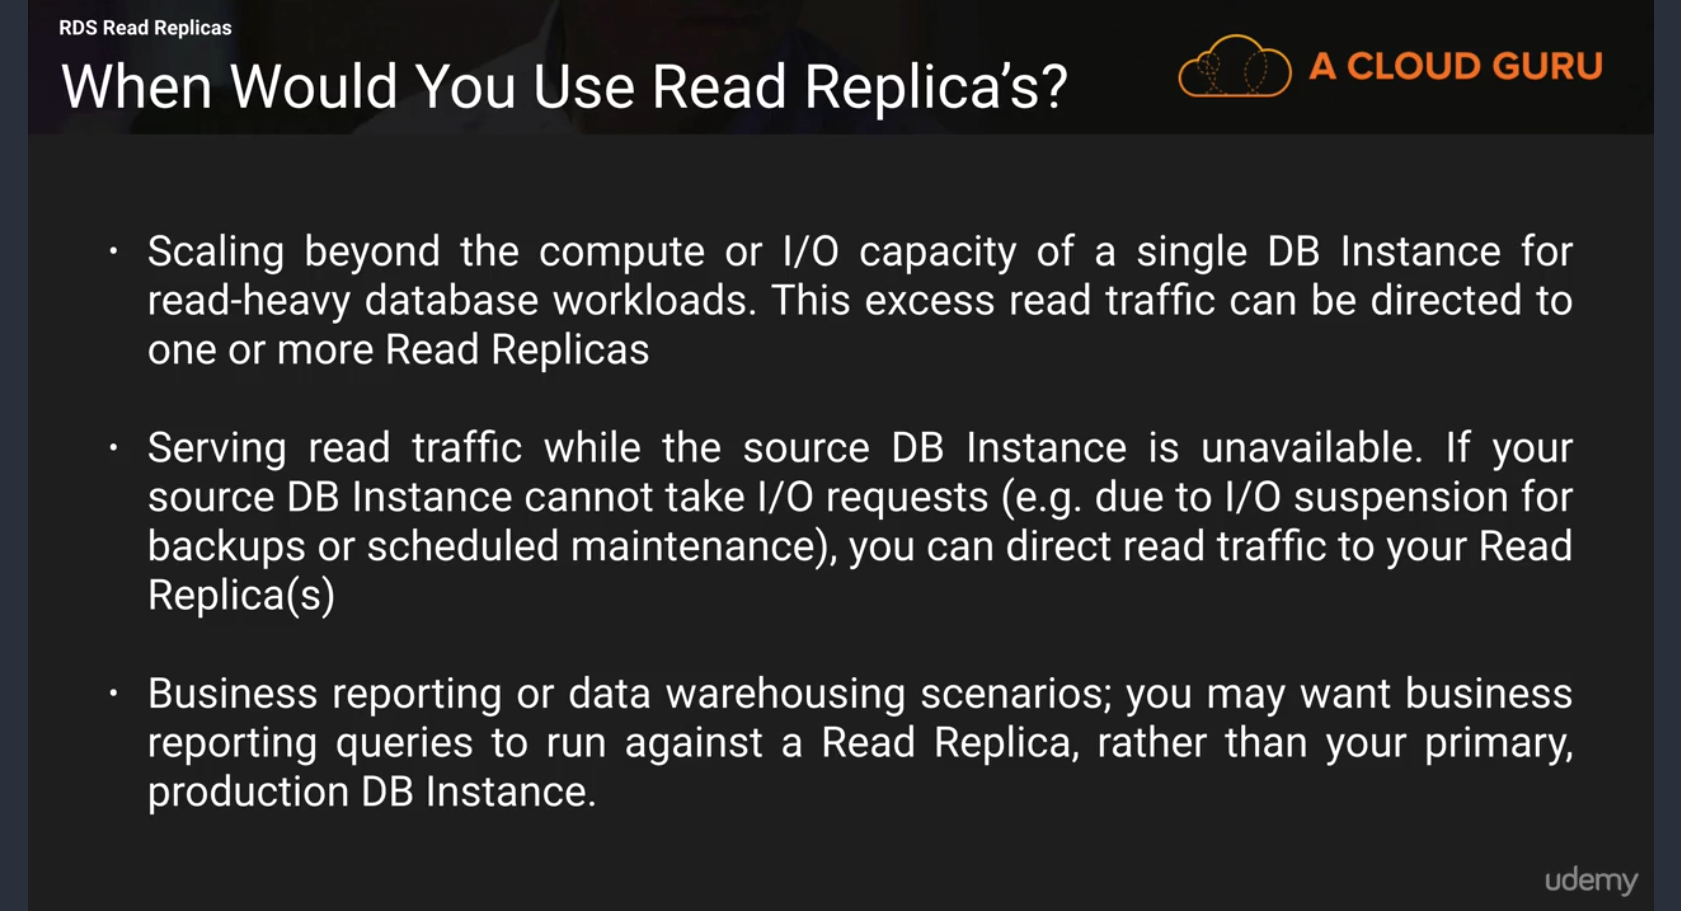 RDS Read Replicas
When Would You Use Read Replica’s?
A CLOUD GURU
· Scaling beyond the compute or I/O capacity of a single DB Instance for
read-heavy database workloads. This excess read traffic can be directed to
one or more Read Replicas
· Serving read traffic while the source DB Instance is unavailable. If your
source DB Instance cannot take I/O requests (e.g. due to I/O suspension for
backups or scheduled maintenance), you can direct read traffic to your Read
Replica(s)
· Business reporting or data warehousing scenarios; you may want business
reporting queries to run against a Read Replica, rather than your primary,
production DB Instance.
udemy